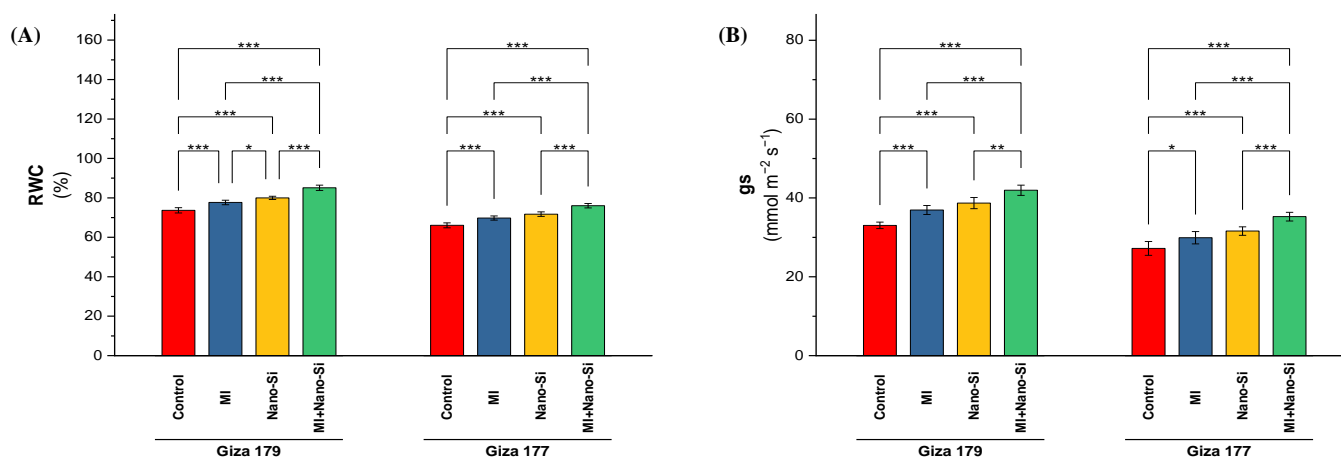 (A)
RWC
(%)
160
140
120
100
80
60
40
20
0
***
***
***
***
*
***
***
***
***
***
***
Control
MI
Nano-Si
MI+Nano-Si
Control
MI
Nano-Si
MI+Nano-Si
Giza 179
Giza 177
(B)
gs
(mmol m⁻² s⁻¹)
80
60
40
20
0
***
***
***
***
**
***
***
***
*
***
Control
MI
Nano-Si
MI+Nano-Si
Control
MI
Nano-Si
MI+Nano-Si
Giza 179
Giza 177